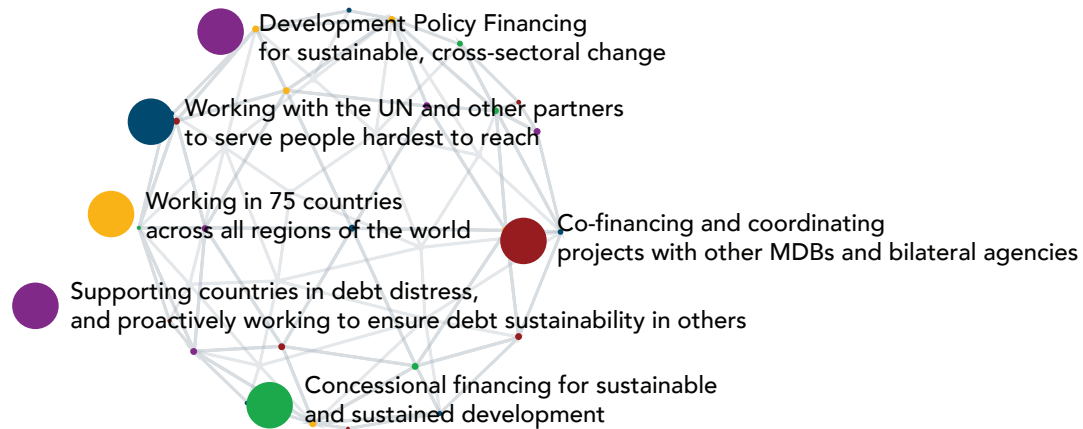 Development Policy Financing
for sustainable, cross-sectoral change
Working with the UN and other partners
to serve people hardest to reach
Working in 75 countries
across all regions of the world
Co-financing and coordinating
projects with other MDBs and bilateral agencies
Supporting countries in debt distress,
and proactively working to ensure debt sustainability in others
Concessional financing for sustainable
and sustained development